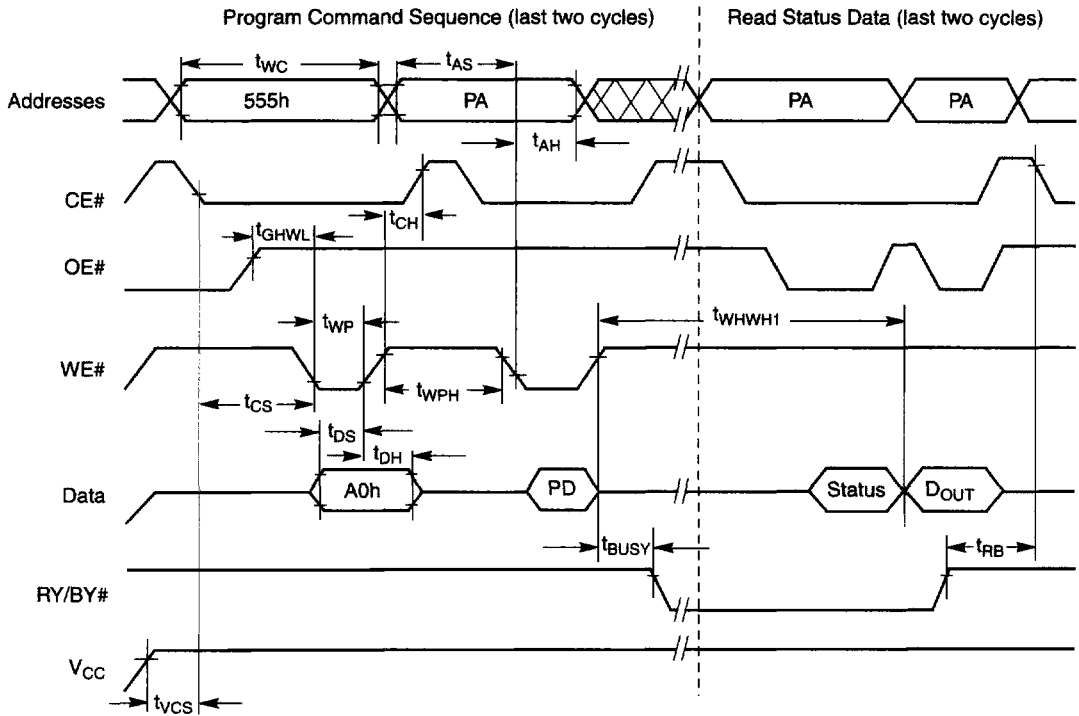 Program Command Sequence (last two cycles)
Read Status Data (last two cycles)
tWC
tAS
Addresses
555h
PA
PA
PA
tAH
CE#
tCH
tGHWL
OE#
tWP
tWHWH1
WE#
tWPH
tCS
tDS
tDH
Data
A0h
PD
Status
DOUT
tBUSY
tRB
RY/BY#
VCC
tVCS